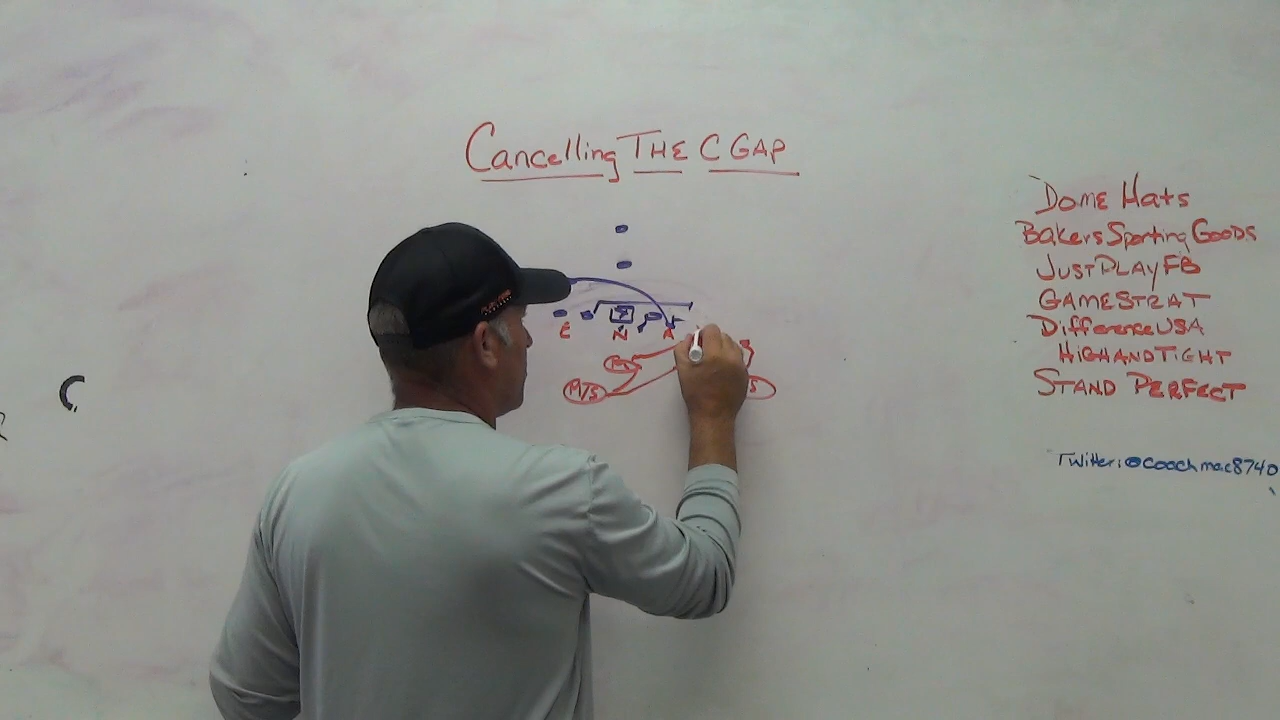 Cancelling THE C GAP
DOME Hats
Bakers Sporting Goods
JUSTPLAYFB
GAMESTRAT
DifferenceUSA
HIGHANDTIGHT
STAND PERFECT
Twitter: @coachmac8740
E N A
M/S
C